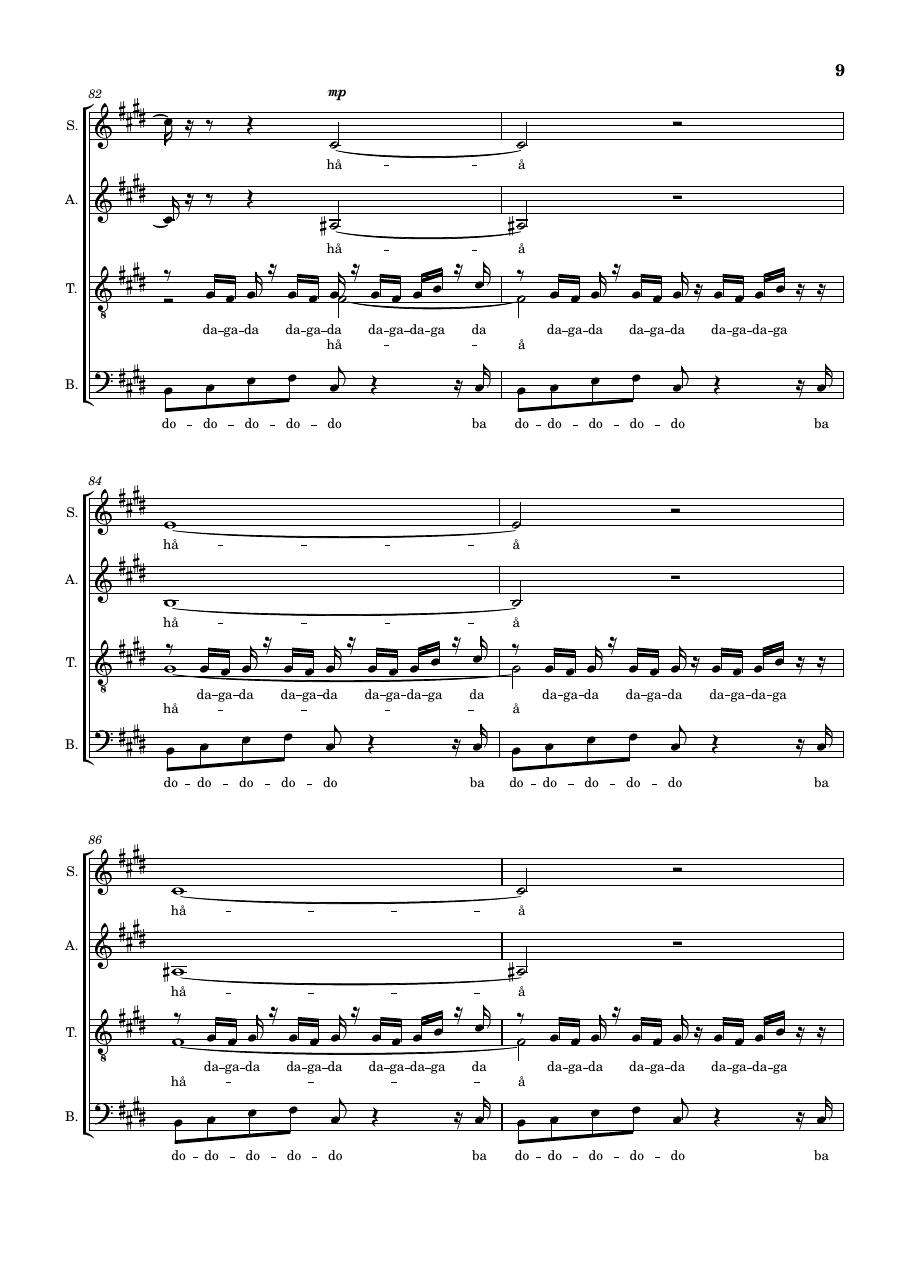 9
82
mp
S.
hå – – å
A.
hå – – å
T.
da–ga–da da–ga–da da–ga–da–ga da da–ga–da da–ga–da da–ga–da–ga
hå – – å
B.
do – do – do – do – do ba do – do – do – do – do ba
84
S.
hå – – – – å
A.
hå – – – – å
T.
da–ga–da da–ga–da da–ga–da–ga da da–ga–da da–ga–da da–ga–da–ga
hå – – – – å
B.
do – do – do – do – do ba do – do – do – do – do ba
86
S.
hå – – – – å
A.
hå – – – – å
T.
da–ga–da da–ga–da da–ga–da–ga da da–ga–da da–ga–da da–ga–da–ga
hå – – – – å
B.
do – do – do – do – do ba do – do – do – do – do ba